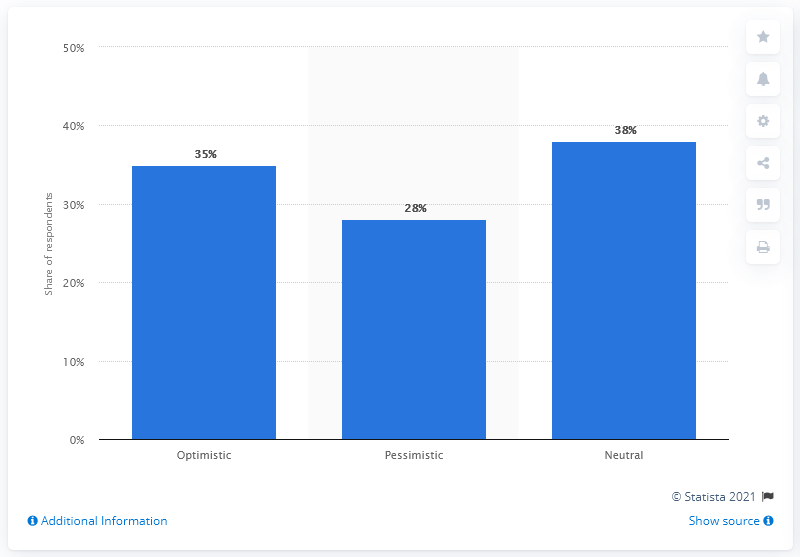 50%
40%
30%
20%
10%
0%
Share of respondents
35%
28%
38%
Optimistic
Pessimistic
Neutral
© Statista 2021
Additional Information
Show source